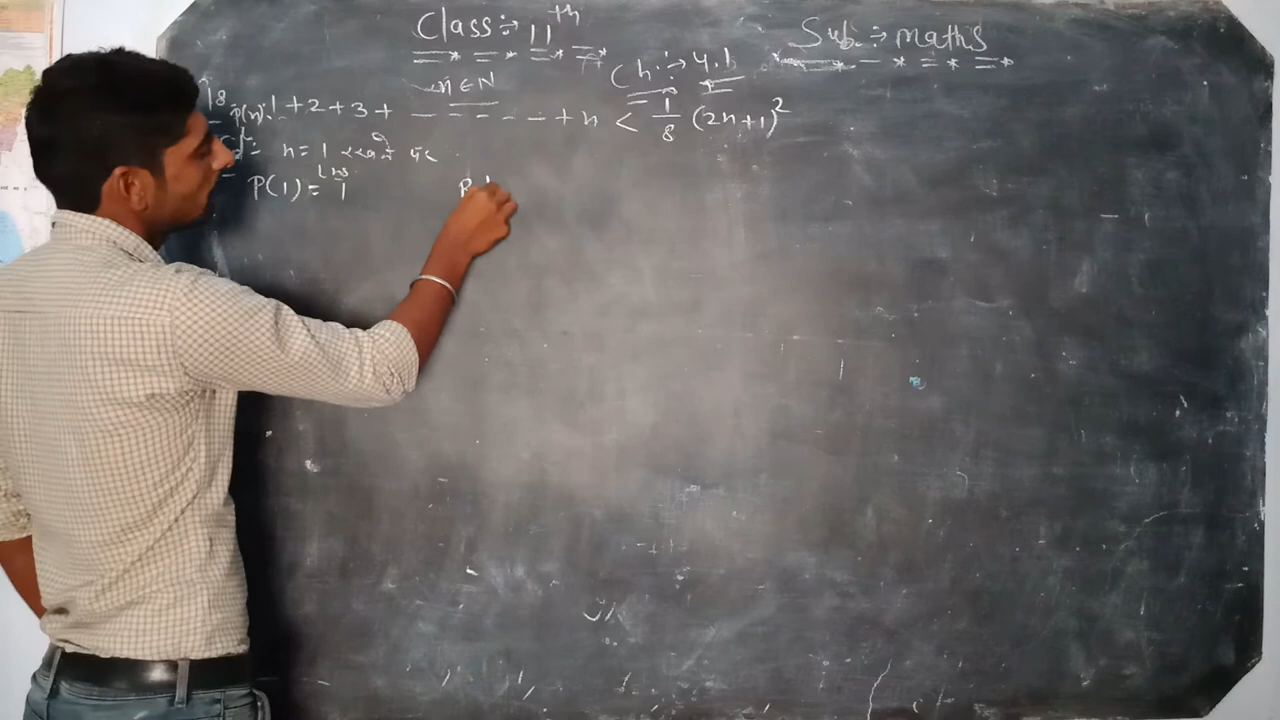 Class :→ 11th
Sub. :→ maths
Ch. :→ 4.1
n ∈ N
18 P(n): 1 + 2 + 3 + - - - - - - + n < 1/8 (2n+1)²
n = 1 रखने पर
LHS
P(1) = 1
R.